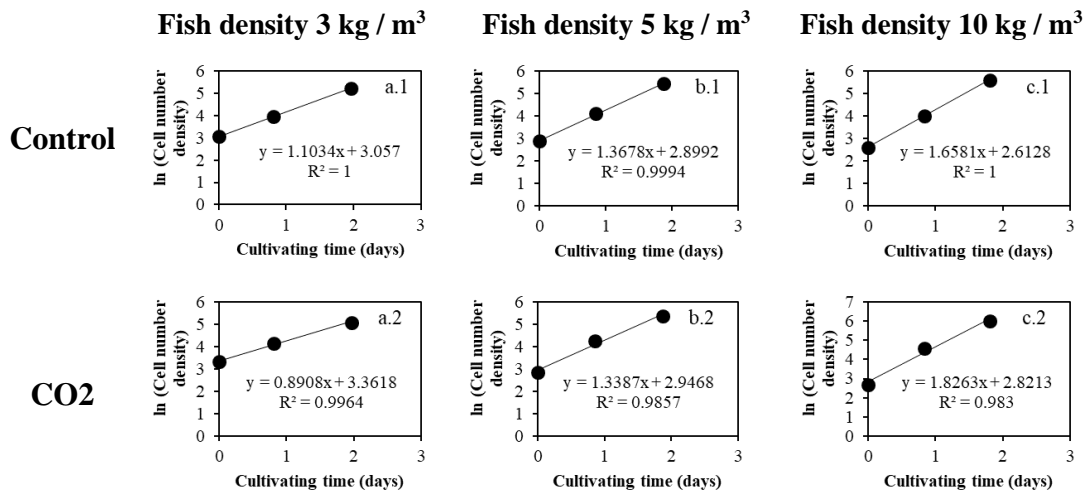 Fish density 3 kg / m³
Fish density 5 kg / m³
Fish density 10 kg / m³
Control
ln (Cell number density)
6
5
4
3
2
1
0
a.1
y = 1.1034x + 3.057
R² = 1
0 1 2 3
Cultivating time (days)
ln (Cell number density)
6
5
4
3
2
1
0
b.1
y = 1.3678x + 2.8992
R² = 0.9994
0 1 2 3
Cultivating time (days)
ln (Cell number density)
6
5
4
3
2
1
0
c.1
y = 1.6581x + 2.6128
R² = 1
0 1 2 3
Cultivating time (days)
CO2
ln (Cell number density)
6
5
4
3
2
1
0
a.2
y = 0.8908x + 3.3618
R² = 0.9964
0 1 2 3
Cultivating time (days)
ln (Cell number density)
6
5
4
3
2
1
0
b.2
y = 1.3387x + 2.9468
R² = 0.9857
0 1 2 3
Cultivating time (days)
ln (Cell number density)
7
6
5
4
3
2
1
0
c.2
y = 1.8263x + 2.8213
R² = 0.983
0 1 2 3
Cultivating time (days)